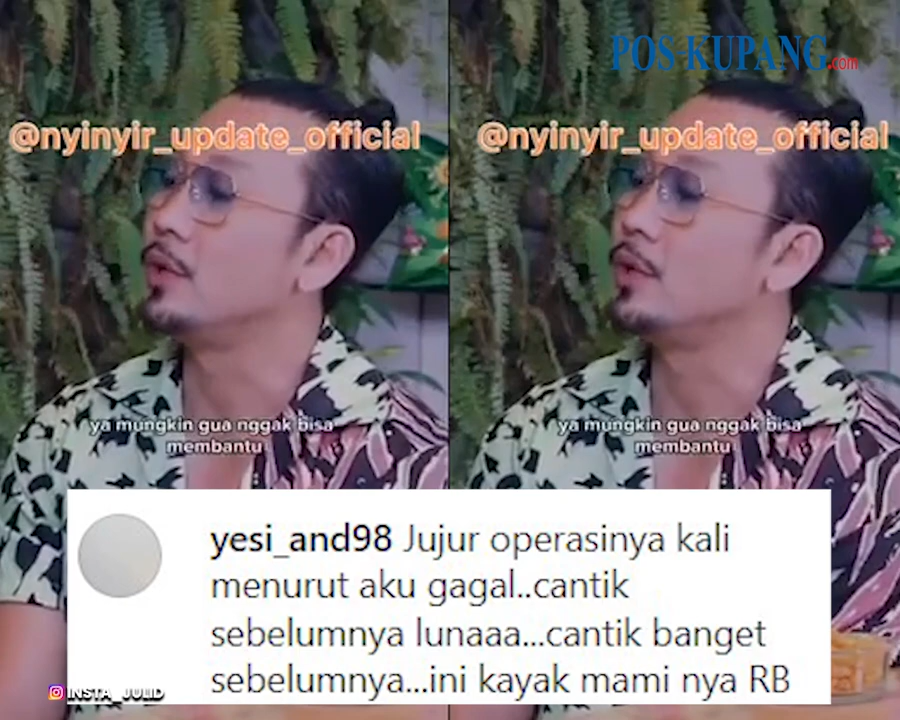 POS-KUPANG.com
@nyinyir_update_official
@nyinyir_update_official
ya mungkin gua nggak bisa
membantu
ya mungkin gua nggak bisa
membantu
yesi_and98 Jujur operasinya kali
menurut aku gagal..cantik
sebelumnya lunaaa...cantik banget
sebelumnya...ini kayak mami nya RB
INSTA_JULID